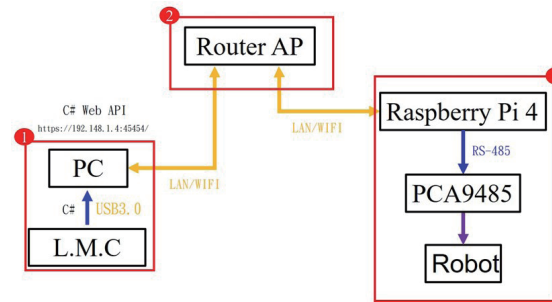 2
Router AP
C# Web API
https://192.148.1.4:45454/
1
PC
LAN/WIFI
LAN/WIFI
C#
USB3.0
L.M.C
Raspberry Pi 4
RS-485
PCA9485
Robot